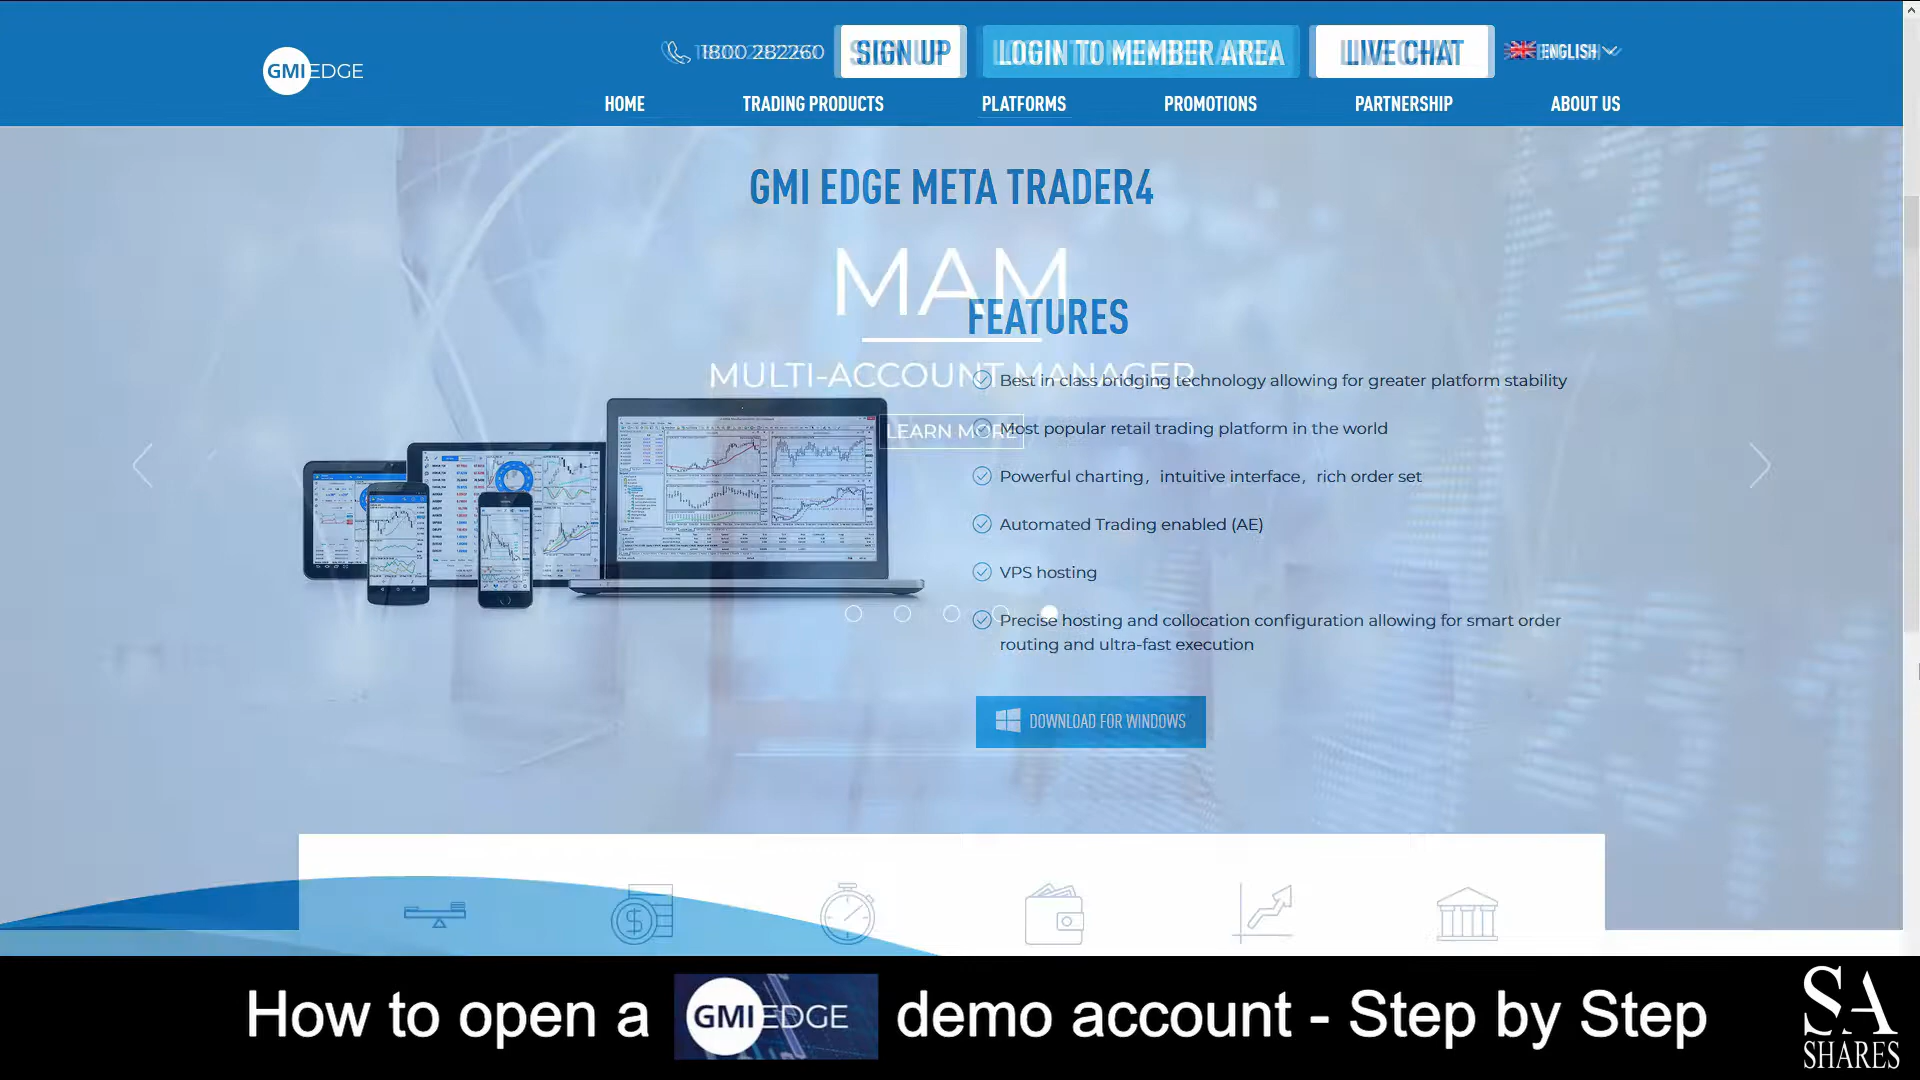 GMIEDGE
1800 282260
SIGN UP
LOGIN TO MEMBER AREA
LIVE CHAT
ENGLISH
HOME
TRADING PRODUCTS
PLATFORMS
PROMOTIONS
PARTNERSHIP
ABOUT US
GMI EDGE META TRADER4
MAM
MULTI-ACCOUNT MANAGER
LEARN MORE
FEATURES
Best in class bridging technology allowing for greater platform stability
Most popular retail trading platform in the world
Powerful charting, intuitive interface, rich order set
Automated Trading enabled (AE)
VPS hosting
Precise hosting and collocation configuration allowing for smart order
routing and ultra-fast execution
DOWNLOAD FOR WINDOWS
How to open a GMIEDGE demo account - Step by Step
SA
SHARES